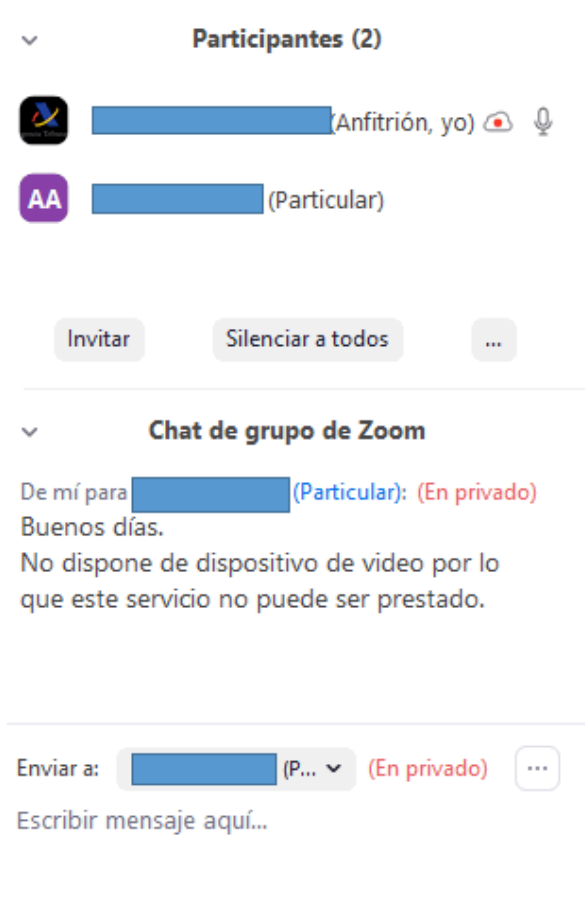 Participantes (2)
(Anfitrión, yo)
AA
(Particular)
Invitar
Silenciar a todos
...
Chat de grupo de Zoom
De mí para (Particular): (En privado)
Buenos días.
No dispone de dispositivo de video por lo
que este servicio no puede ser prestado.
Enviar a: (P... (En privado) ...
Escribir mensaje aquí...